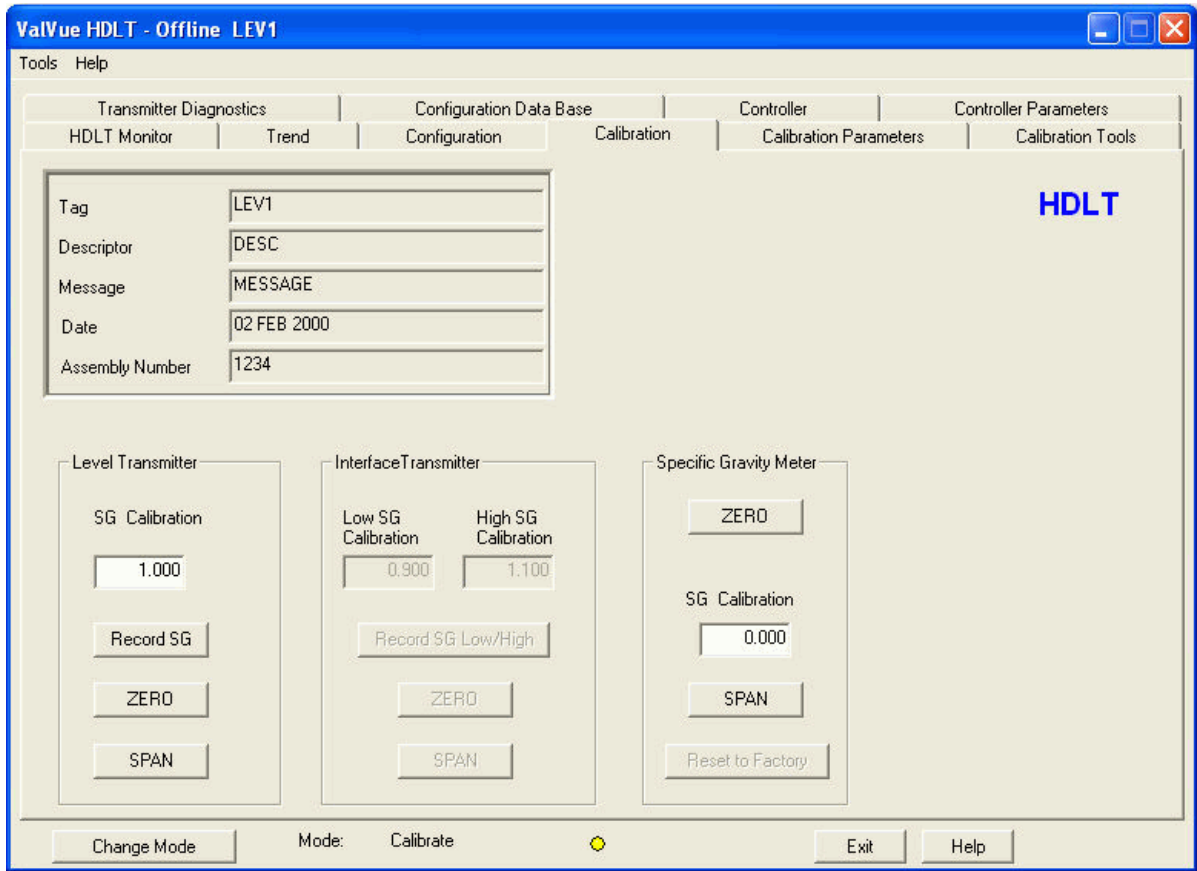 ValVue HDLT - Offline LEV1
Tools Help
Transmitter Diagnostics Configuration Data Base Controller Controller Parameters
HDLT Monitor Trend Configuration Calibration Calibration Parameters Calibration Tools
HDLT
Tag LEV1
Descriptor DESC
Message MESSAGE
Date 02 FEB 2000
Assembly Number 1234
Level Transmitter
SG Calibration
1.000
Record SG
ZERO
SPAN
InterfaceTransmitter
Low SG Calibration
High SG Calibration
0.900 1.100
Record SG Low/High
ZERO
SPAN
Specific Gravity Meter
ZERO
SG Calibration
0.000
SPAN
Reset to Factory
Change Mode Mode: Calibrate Exit Help